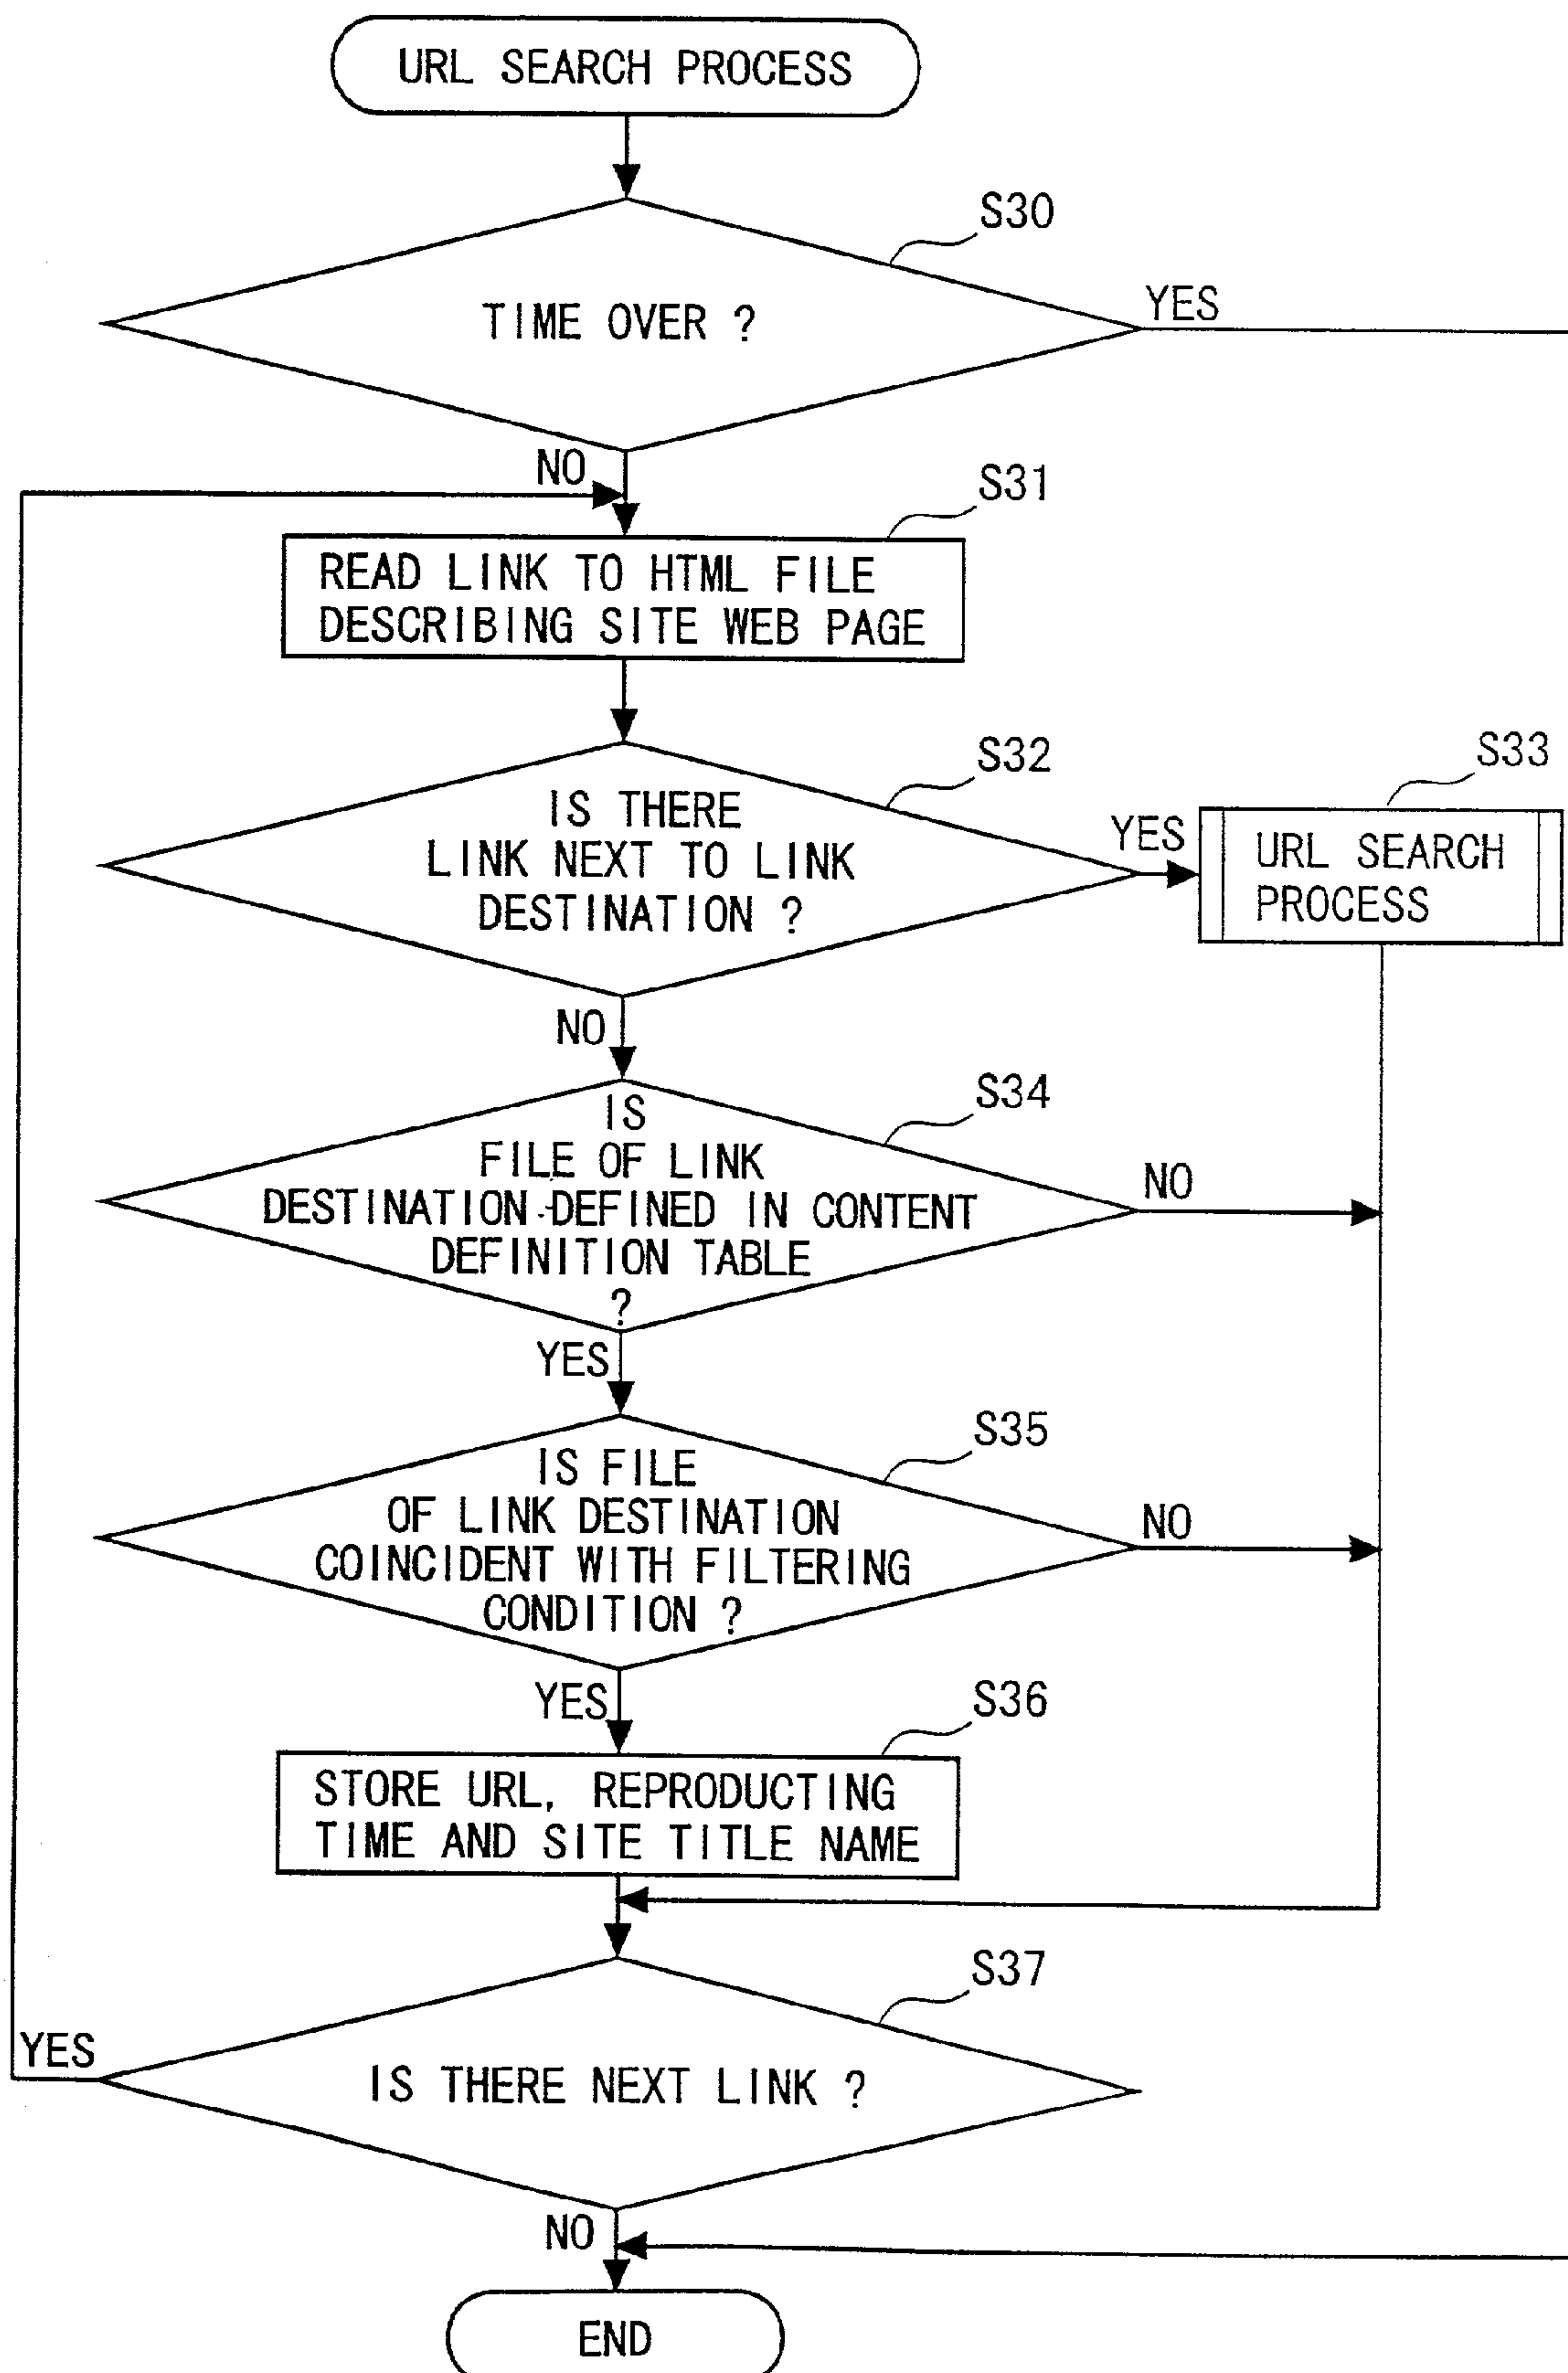 URL SEARCH PROCESS
S30
TIME OVER ?
YES
NO
S31
READ LINK TO HTML FILE
DESCRIBING SITE WEB PAGE
S32
IS THERE
LINK NEXT TO LINK
DESTINATION ?
YES
S33
URL SEARCH
PROCESS
NO
S34
IS
FILE OF LINK
DESTINATION DEFINED IN CONTENT
DEFINITION TABLE
?
NO
YES
S35
IS FILE
OF LINK DESTINATION
COINCIDENT WITH FILTERING
CONDITION ?
NO
YES
S36
STORE URL, REPRODUCTING
TIME AND SITE TITLE NAME
S37
YES
IS THERE NEXT LINK ?
NO
END